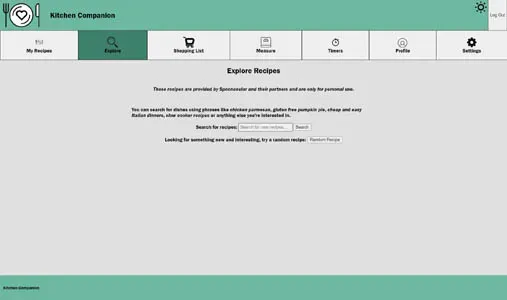 Kitchen Companion
Log Out
My Recipes
Explore
Shopping List
Measure
Timers
Profile
Settings
Explore Recipes
These recipes are provided by Spoonacular and their partners and are only for personal use.
You can search for dishes using phrases like chicken parmesan, gluten free pumpkin pie, cheap and easy
Italian dinners, slow cooker recipes or anything else you're interested in.
Search for recipes: Search for new recipes... Search
Looking for something new and interesting, try a random recipe: Random Recipe
Kitchen Companion